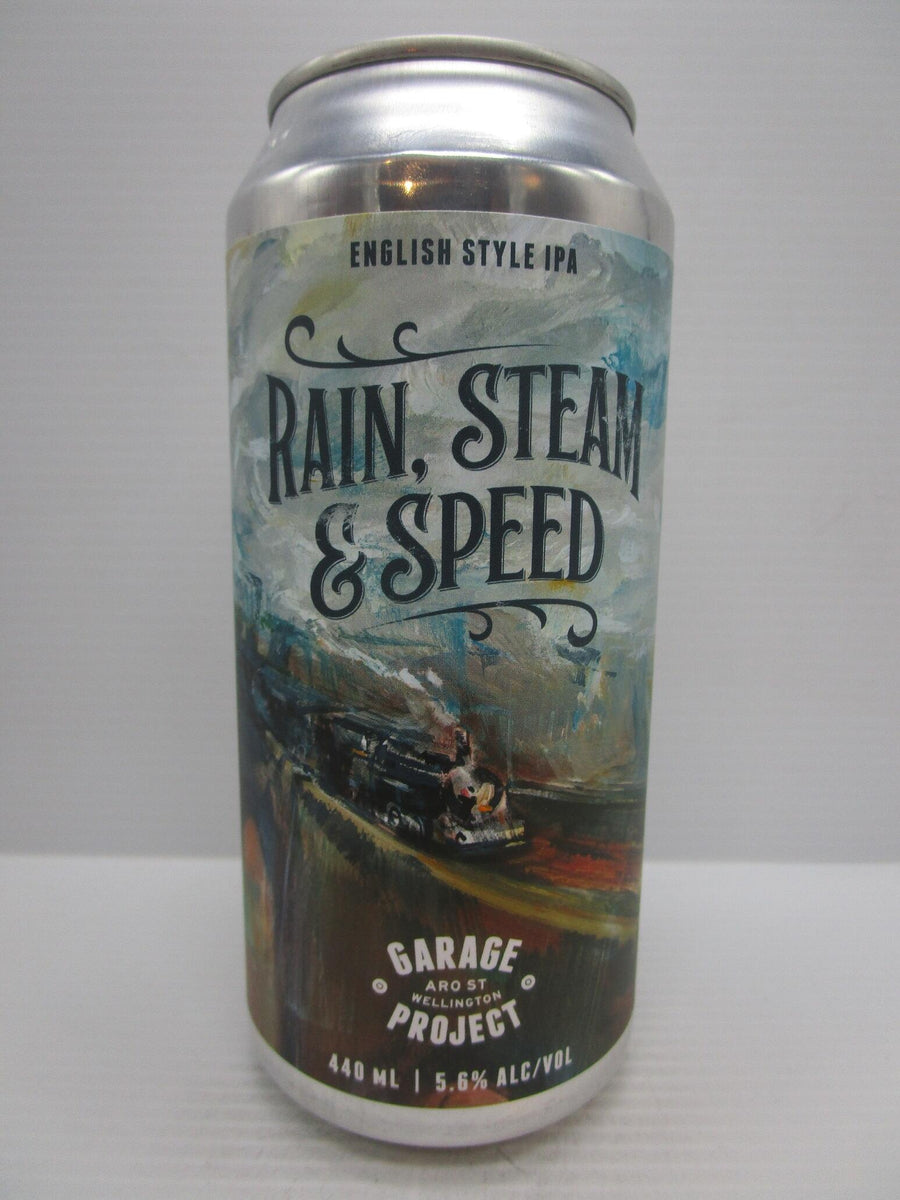 ENGLISH STYLE IPA
RAIN, STEAM
& SPEED
GARAGE
ARO ST
WELLINGTON
PROJECT
440 ML | 5.6% ALC/VOL